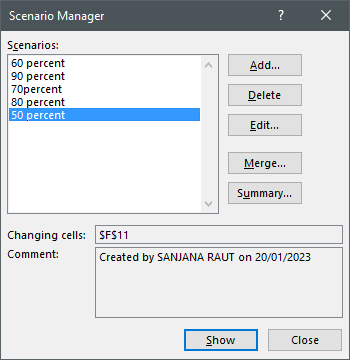 Scenario Manager ? ×
Scenarios:
60 percent
90 percent
70percent
80 percent
50 percent
Add...
Delete
Edit...
Merge...
Summary...
Changing cells: $F$11
Comment: Created by SANJANA RAUT on 20/01/2023
Show Close